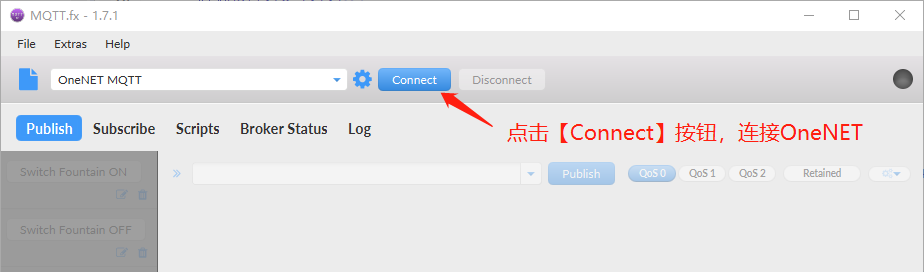 MQTT.fx - 1.7.1
File Extras Help
OneNET MQTT Connect Disconnect
点击【Connect】按钮，连接OneNET
Publish Subscribe Scripts Broker Status Log
Switch Fountain ON
Publish QoS 0 QoS 1 QoS 2 Retained
Switch Fountain OFF